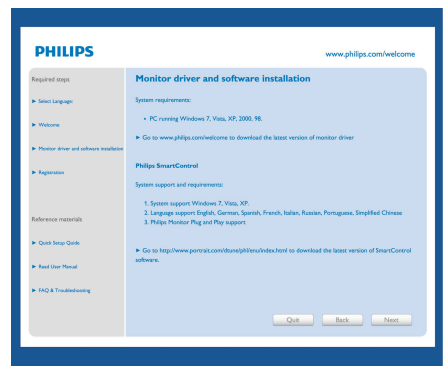 PHILIPS
www.philips.com/welcome
Required steps
► Select Language:
► Welcome
► Monitor driver and software installation
► Registration
Reference materials
► Quick Setup Guide
► Read User Manual
► FAQ & Troubleshooting
Monitor driver and software installation
System requirements:
• PC running Windows 7, Vista, XP, 2000, 98.
► Go to www.philips.com/welcome to download the latest version of monitor driver
Philips SmartControl
System support and requirements:
1. System support Windows 7, Vista, XP.
2. Language support English, German, Spanish, French, Italian, Russian, Portuguese, Simplified Chinese
3. Philips Monitor Plug and Play support
► Go to http://www.portrait.com/dtune/phl/enu/index.html to download the latest version of SmartControl
software.
Quit
Back
Next